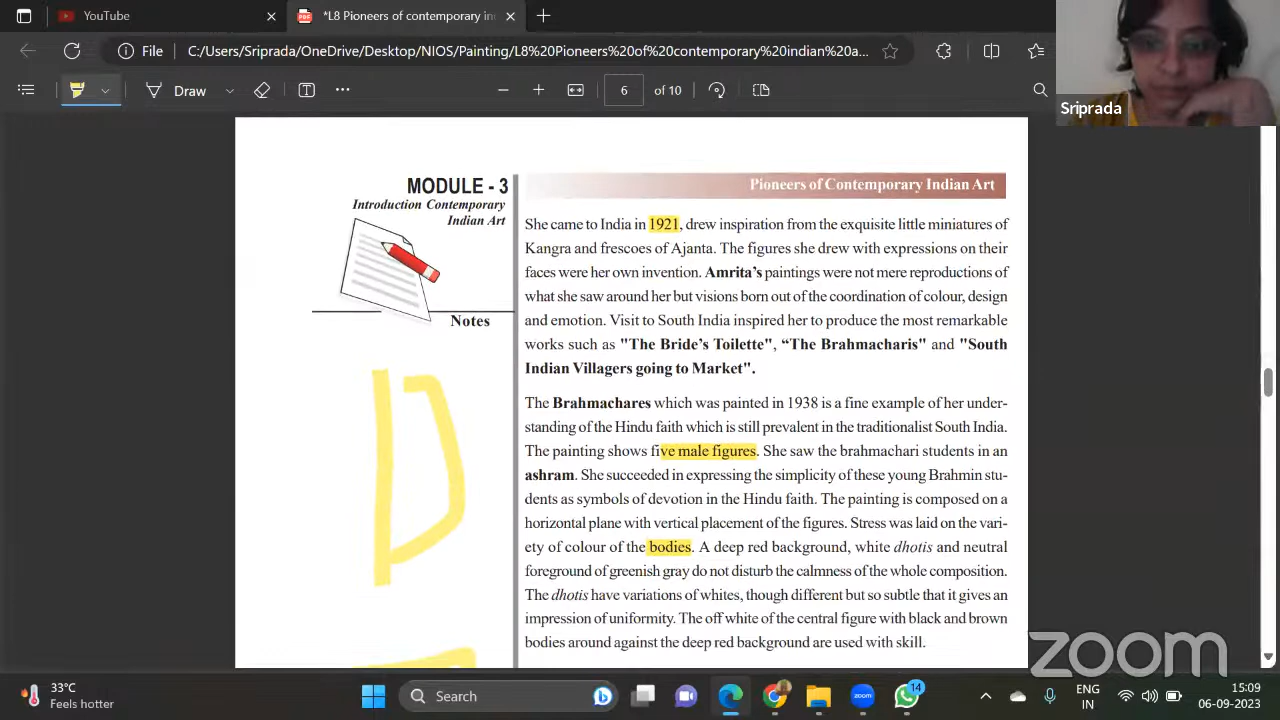 YouTube
*L8 Pioneers of contemporary in
File
C:/Users/Sriprada/OneDrive/Desktop/NIOS/Painting/L8%20Pioneers%20of%20contemporary%20indian%20a...
Draw
6 of 10
Sriprada
MODULE - 3
Introduction Contemporary
Indian Art
Notes
Pioneers of Contemporary Indian Art
She came to India in 1921, drew inspiration from the exquisite little miniatures of
Kangra and frescoes of Ajanta. The figures she drew with expressions on their
faces were her own invention. Amrita's paintings were not mere reproductions of
what she saw around her but visions born out of the coordination of colour, design
and emotion. Visit to South India inspired her to produce the most remarkable
works such as "The Bride's Toilette", “The Brahmacharis" and "South
Indian Villagers going to Market".
The Brahmachares which was painted in 1938 is a fine example of her under-
standing of the Hindu faith which is still prevalent in the traditionalist South India.
The painting shows five male figures. She saw the brahmachari students in an
ashram. She succeeded in expressing the simplicity of these young Brahmin stu-
dents as symbols of devotion in the Hindu faith. The painting is composed on a
horizontal plane with vertical placement of the figures. Stress was laid on the vari-
ety of colour of the bodies. A deep red background, white dhotis and neutral
foreground of greenish gray do not disturb the calmness of the whole composition.
The dhotis have variations of whites, though different but so subtle that it gives an
impression of uniformity. The off white of the central figure with black and brown
bodies around against the deep red background are used with skill.
zoom
33°C
Feels hotter
Search
14
ENG
IN
15:09
06-09-2023